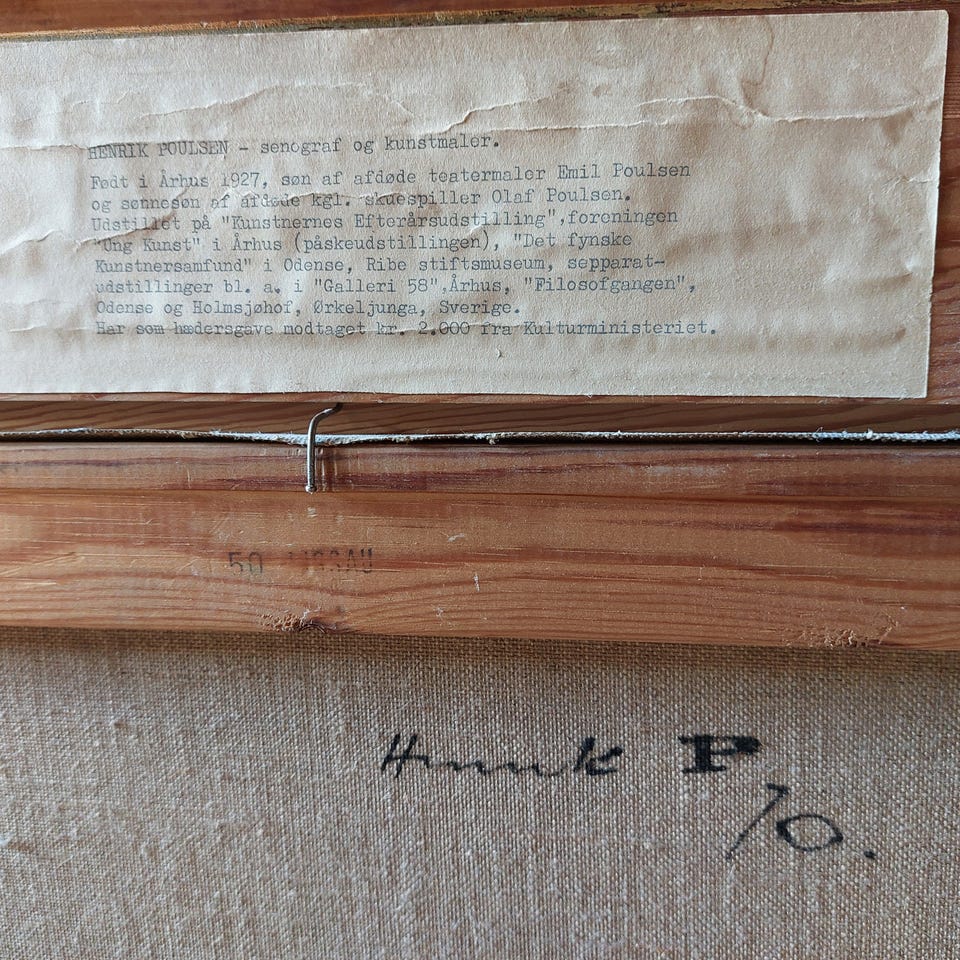 HENRIK POULSEN - senograf og kunstmaler.
Født i Århus 1927, søn af afdøde teatermaler Emil Poulsen
og sønnesøn af afdøde kgl. skuespiller Olaf Poulsen.
Udstillet på "Kunstnernes Efterårsudstilling",foreningen
"Ung Kunst" i Århus (påskeudstillingen), "Det fynske
Kunstnersamfund" i Odense, Ribe stiftsmuseum, sepparat-
udstillinger bl. a. i "Galleri 58",Århus, "Filosofgangen",
Odense og Holmsjøhof, Ørkeljunga, Sverige.
Har som hædersgave modtaget kr. 2.000 fra Kulturministeriet.
50
Henrik P
70.